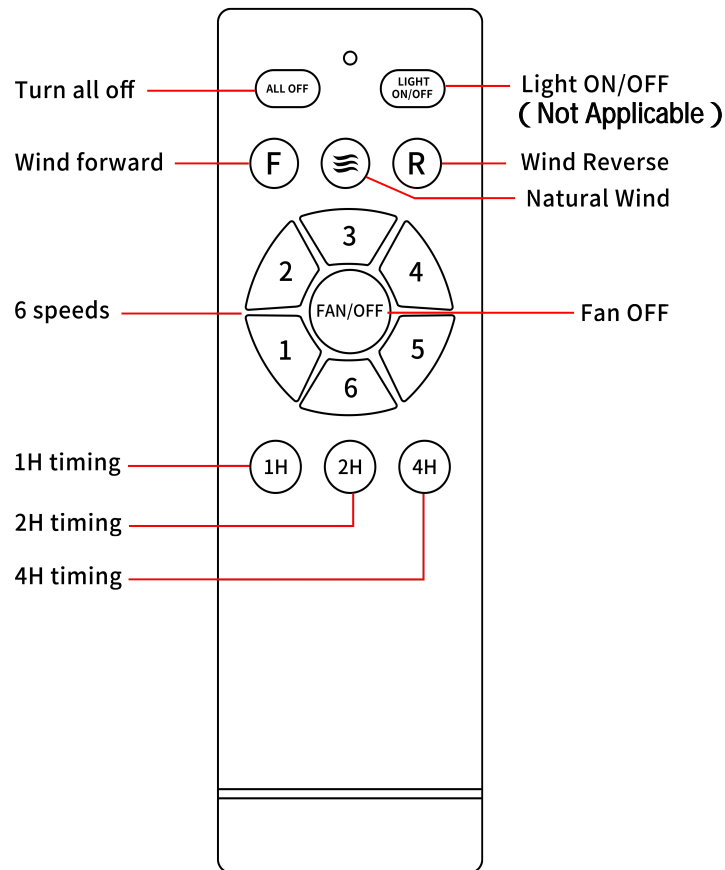 Turn all off
ALL OFF
LIGHT
ON/OFF
Light ON/OFF
( Not Applicable )
Wind forward
F
R
Wind Reverse
Natural Wind
3
2
4
6 speeds
FAN/OFF
Fan OFF
1
5
6
1H timing
1H
2H
4H
2H timing
4H timing